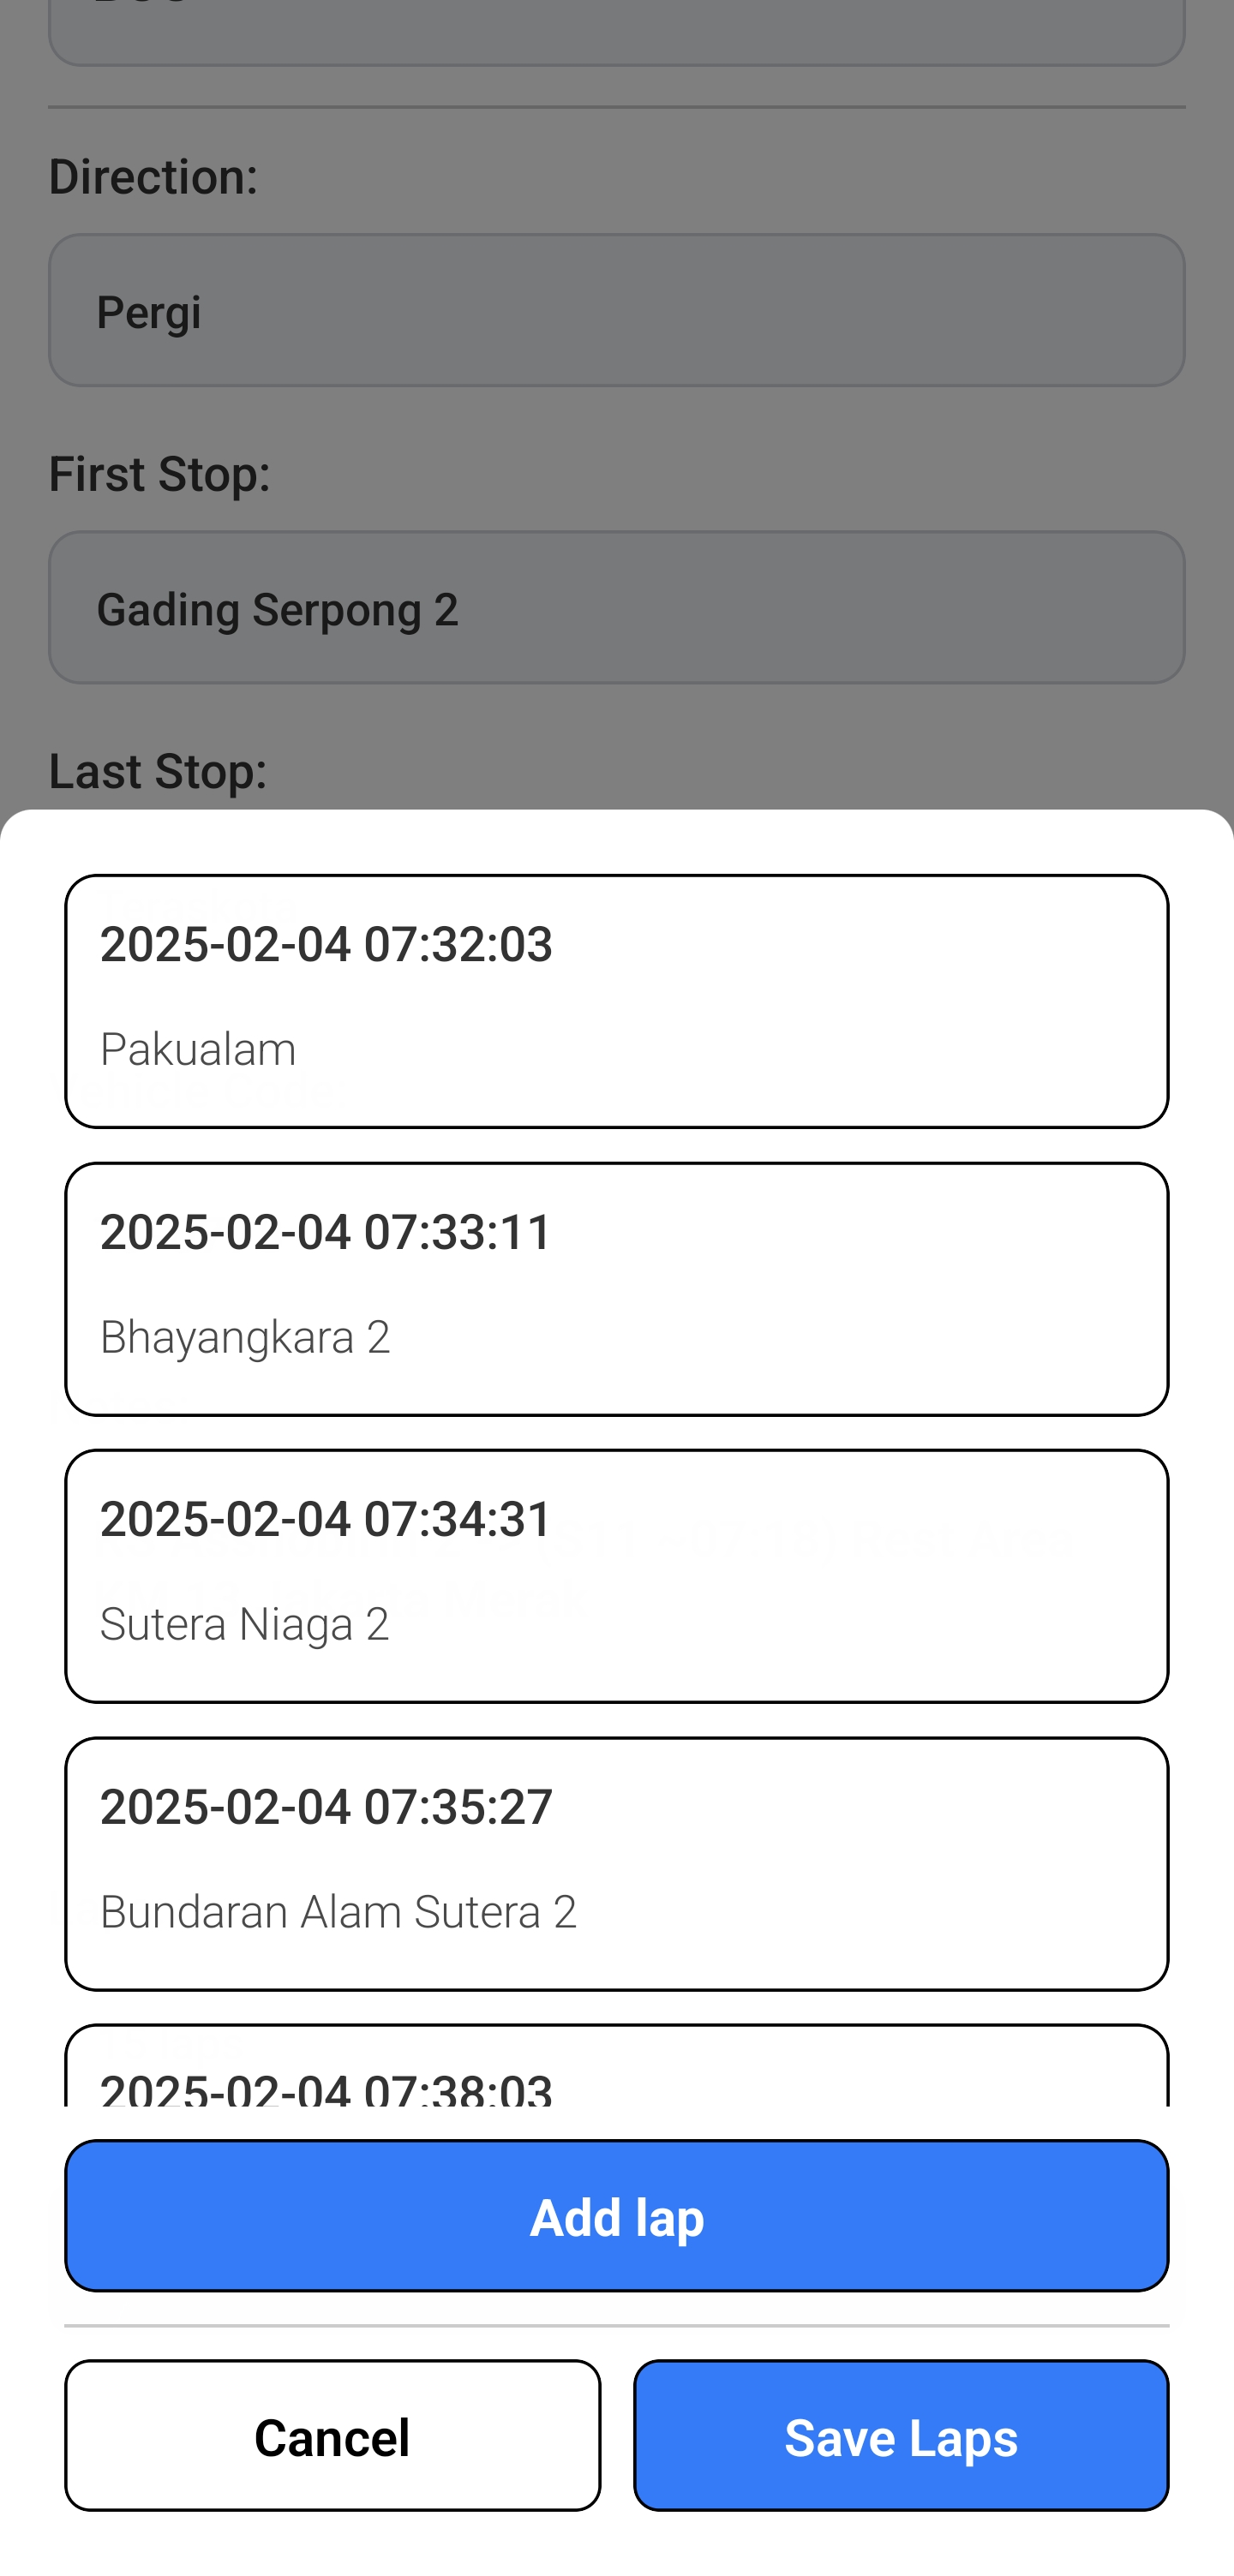 Direction:
Pergi
First Stop:
Gading Serpong 2
Last Stop:
2025-02-04 07:32:03
Pakualam
2025-02-04 07:33:11
Bhayangkara 2
2025-02-04 07:34:31
Sutera Niaga 2
2025-02-04 07:35:27
Bundaran Alam Sutera 2
2025-02-04 07:38:03
Add lap
Cancel
Save Laps